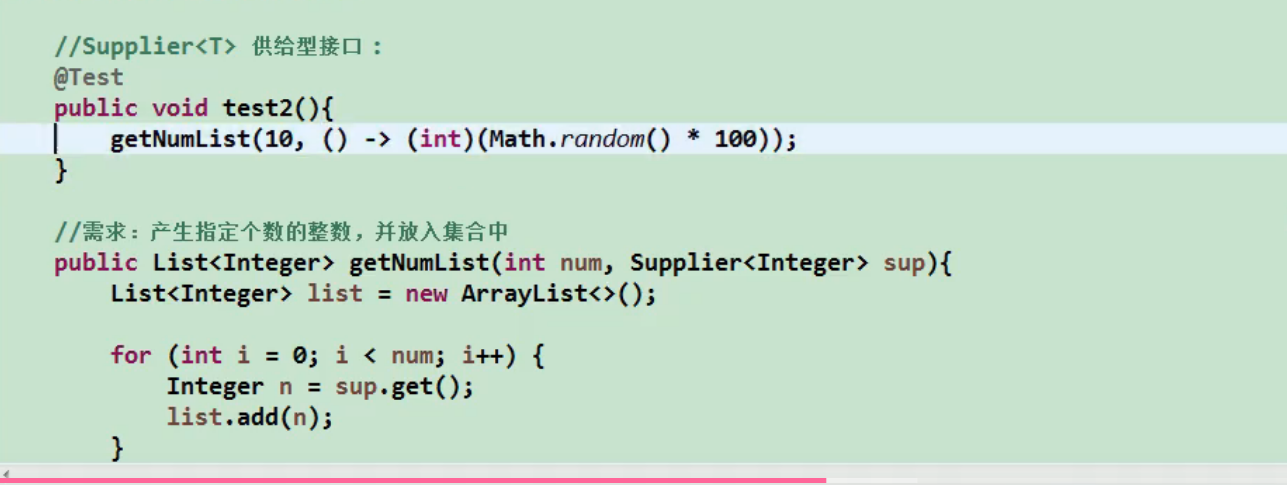 //Supplier<T> 供给型接口 :
@Test
public void test2(){
    getNumList(10, () -> (int)(Math.random() * 100));
}
//需求：产生指定个数的整数，并放入集合中
public List<Integer> getNumList(int num, Supplier<Integer> sup){
    List<Integer> list = new ArrayList<>();
    for (int i = 0; i < num; i++) {
        Integer n = sup.get();
        list.add(n);
    }